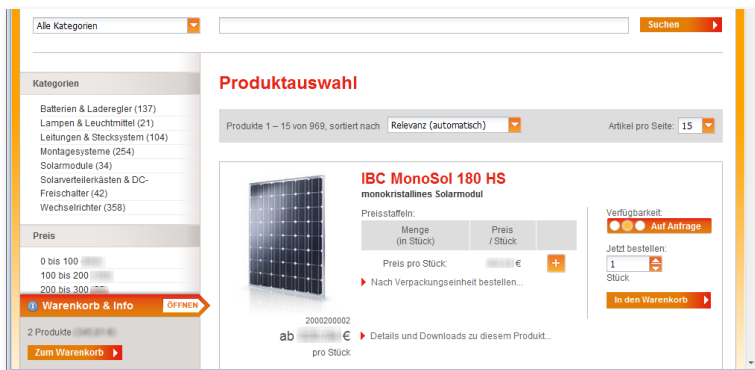 Alle Kategorien
Suchen
Kategorien
Batterien & Laderegler (137)
Lampen & Leuchtmittel (21)
Leitungen & Stecksystem (104)
Montagesysteme (254)
Solarmodule (34)
Solarverteilerkästen & DC-
Freischalter (42)
Wechselrichter (358)
Preis
0 bis 100
100 bis 200
200 bis 300
Warenkorb & Info
ÖFFNEN
2 Produkte
Zum Warenkorb
Produktauswahl
Produkte 1 – 15 von 969, sortiert nach Relevanz (automatisch)
Artikel pro Seite: 15
IBC MonoSol 180 HS
monokristallines Solarmodul
Preisstaffeln:
Menge
(in Stück)
Preis
/ Stück
Preis pro Stück: €
+
Nach Verpackungseinheit bestellen...
2000200002
ab €
pro Stück
Details und Downloads zu diesem Produkt...
Verfügbarkeit:
Auf Anfrage
Jetzt bestellen:
1
Stück
In den Warenkorb